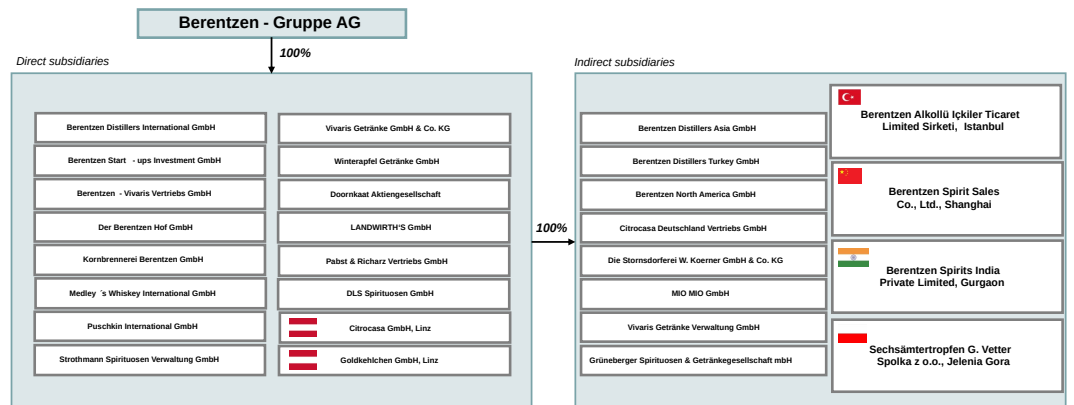 Berentzen - Gruppe AG
100%
Direct subsidiaries
Berentzen Distillers International GmbH
Berentzen Start - ups Investment GmbH
Berentzen - Vivaris Vertriebs GmbH
Der Berentzen Hof GmbH
Kornbrennerei Berentzen GmbH
Medley ´s Whiskey International GmbH
Puschkin International GmbH
Strothmann Spirituosen Verwaltung GmbH
Vivaris Getränke GmbH & Co. KG
Winterapfel Getränke GmbH
Doornkaat Aktiengesellschaft
LANDWIRTH'S GmbH
Pabst & Richarz Vertriebs GmbH
DLS Spirituosen GmbH
Citrocasa GmbH, Linz
Goldkehlchen GmbH, Linz
100%
Indirect subsidiaries
Berentzen Distillers Asia GmbH
Berentzen Distillers Turkey GmbH
Berentzen North America GmbH
Citrocasa Deutschland Vertriebs GmbH
Die Stornsdorferei W. Koerner GmbH & Co. KG
MIO MIO GmbH
Vivaris Getränke Verwaltung GmbH
Grüneberger Spirituosen & Getränkegesellschaft mbH
Berentzen Alkollü Içkiler Ticaret
Limited Sirketi, Istanbul
Berentzen Spirit Sales
Co., Ltd., Shanghai
Berentzen Spirits India
Private Limited, Gurgaon
Sechsämtertropfen G. Vetter
Spolka z o.o., Jelenia Gora